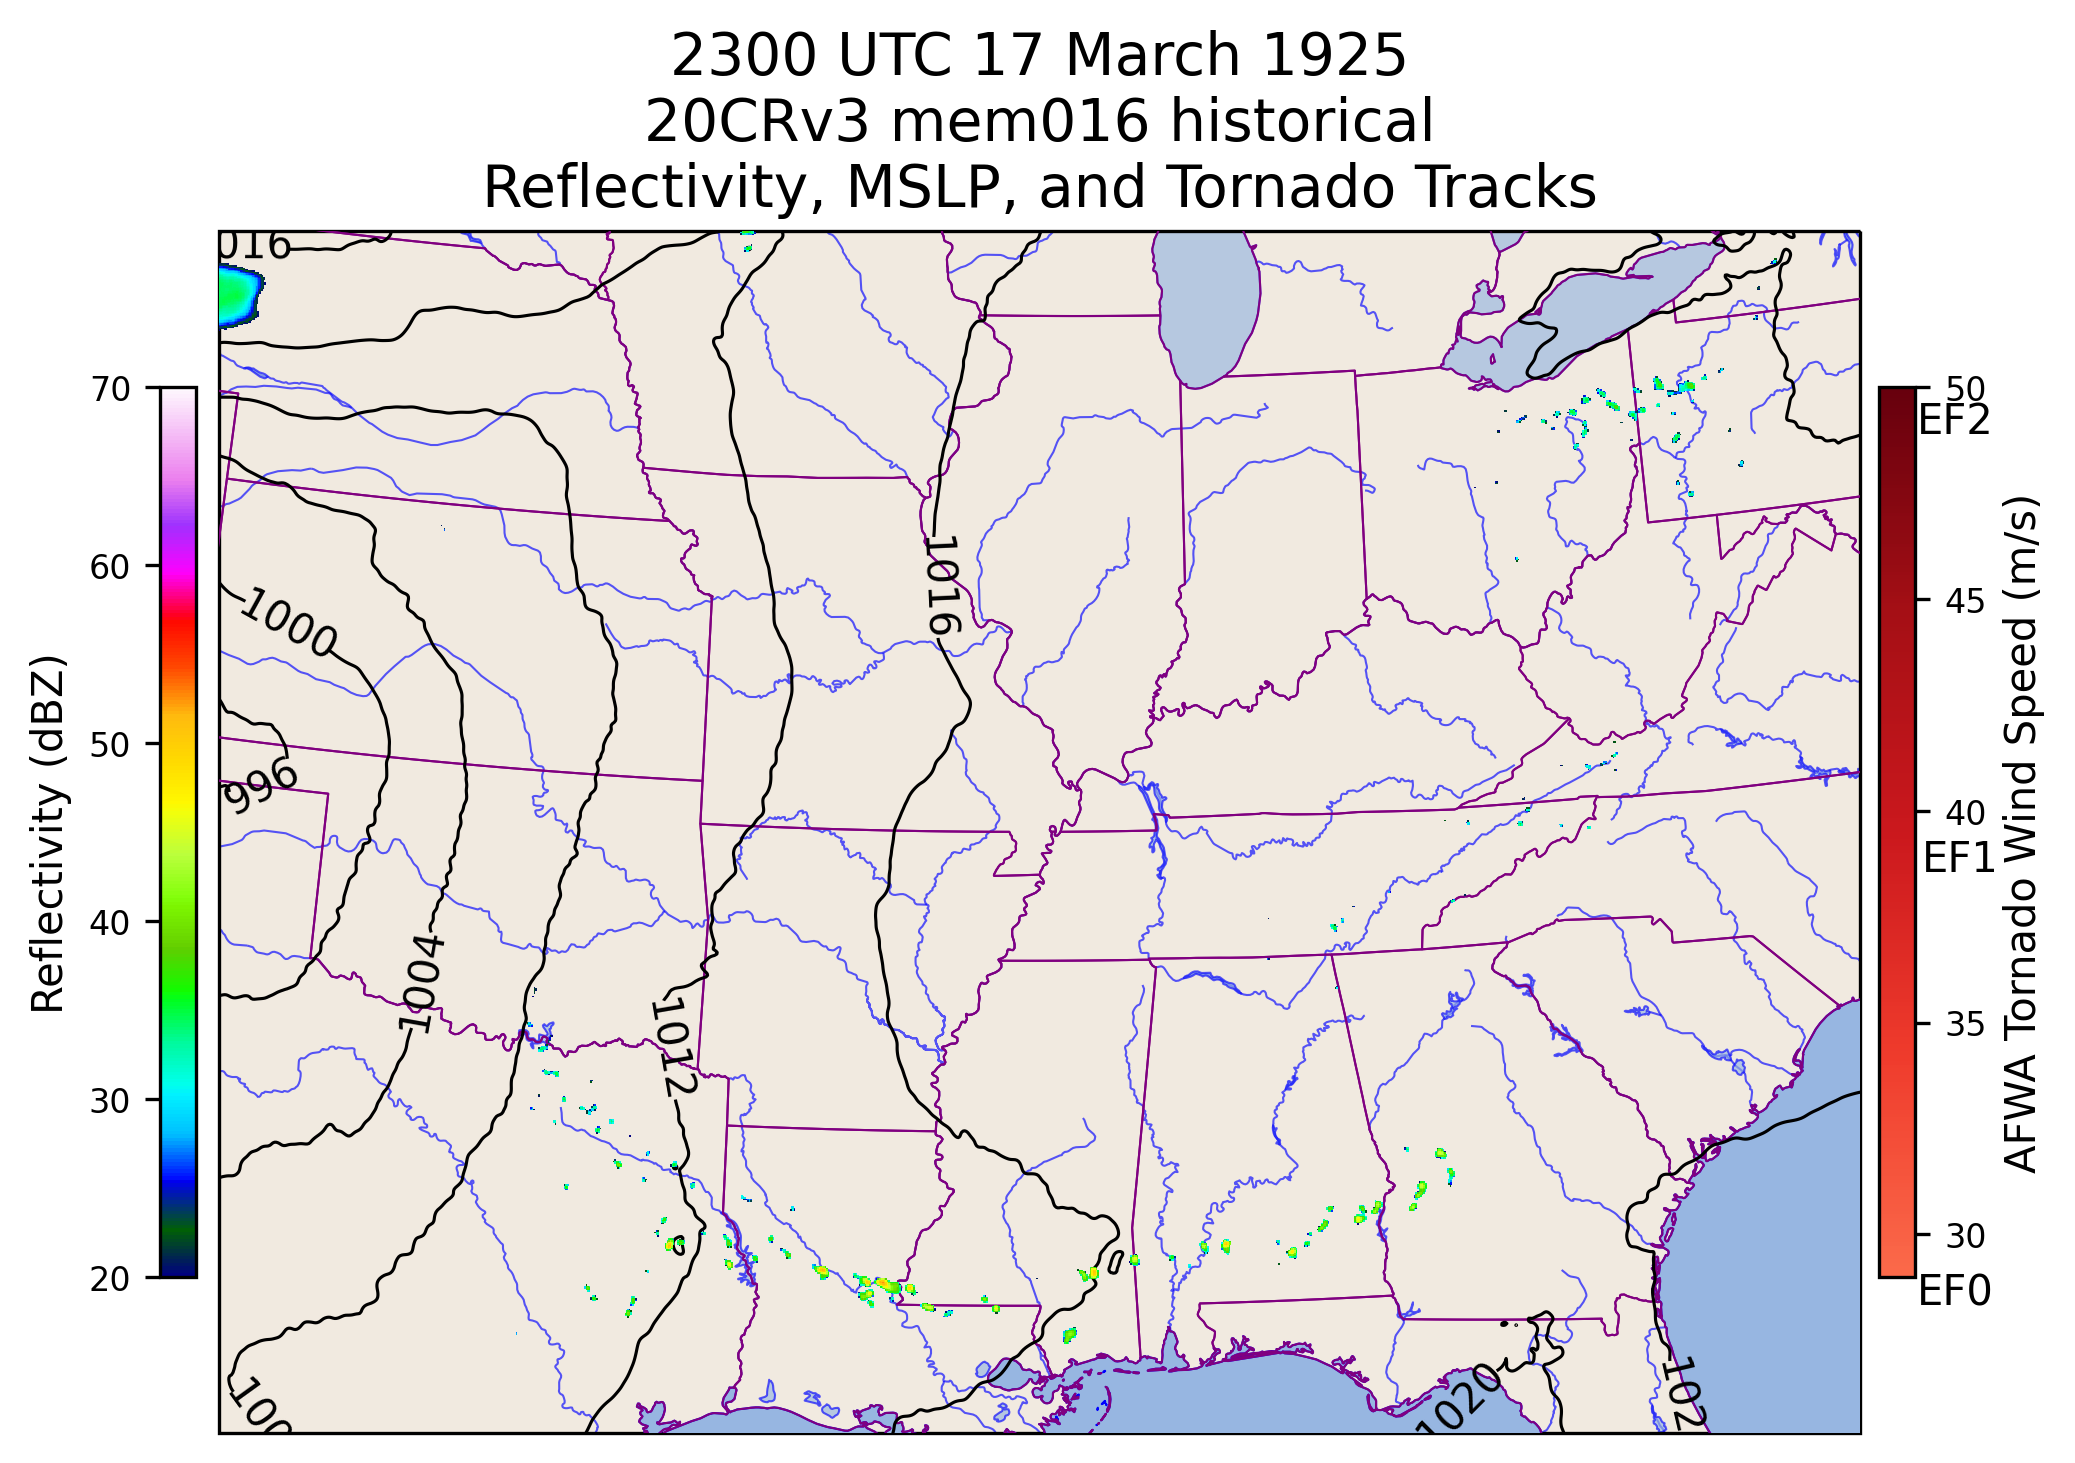 2300 UTC 17 March 1925
20CRv3 mem016 historical
Reflectivity, MSLP, and Tornado Tracks
016
70
60
50
40
30
20
Reflectivity (dBZ)
1000
996
1004
1012
1016
100
1020
102
50
EF2
45
40
EF1
35
30
EF0
AFWA Tornado Wind Speed (m/s)